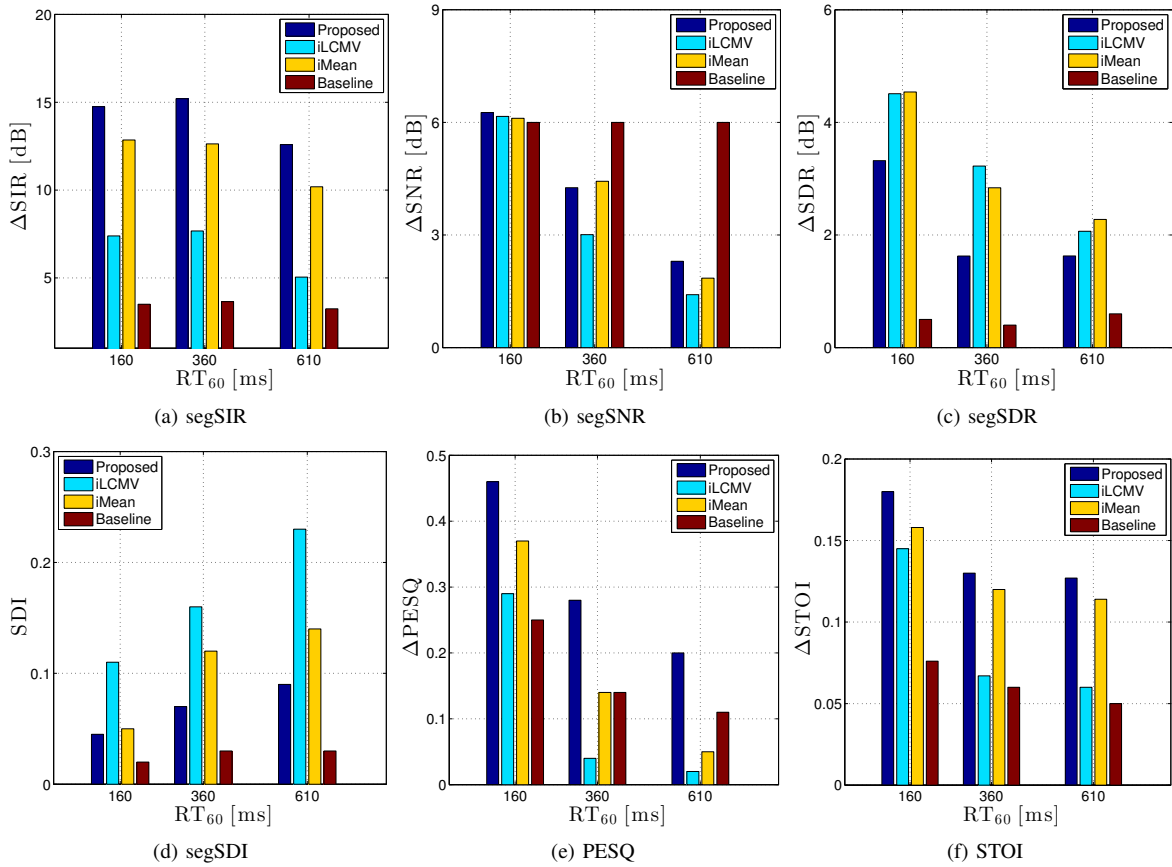 20
15
10
5
ΔSIR [dB]
Proposed
iLCMV
iMean
Baseline
160
360
610
RT60 [ms]
(a) segSIR
9
6
3
0
ΔSNR [dB]
Proposed
iLCMV
iMean
Baseline
160
360
610
RT60 [ms]
(b) segSNR
6
4
2
0
ΔSDR [dB]
Proposed
iLCMV
iMean
Baseline
160
360
610
RT60 [ms]
(c) segSDR
0.3
0.2
0.1
0
SDI
Proposed
iLCMV
iMean
Baseline
160
360
610
RT60 [ms]
(d) segSDI
0.5
0.4
0.3
0.2
0.1
0
ΔPESQ
Proposed
iLCMV
iMean
Baseline
160
360
610
RT60 [ms]
(e) PESQ
0.2
0.15
0.1
0.05
0
ΔSTOI
Proposed
iLCMV
iMean
Baseline
160
360
610
RT60 [ms]
(f) STOI